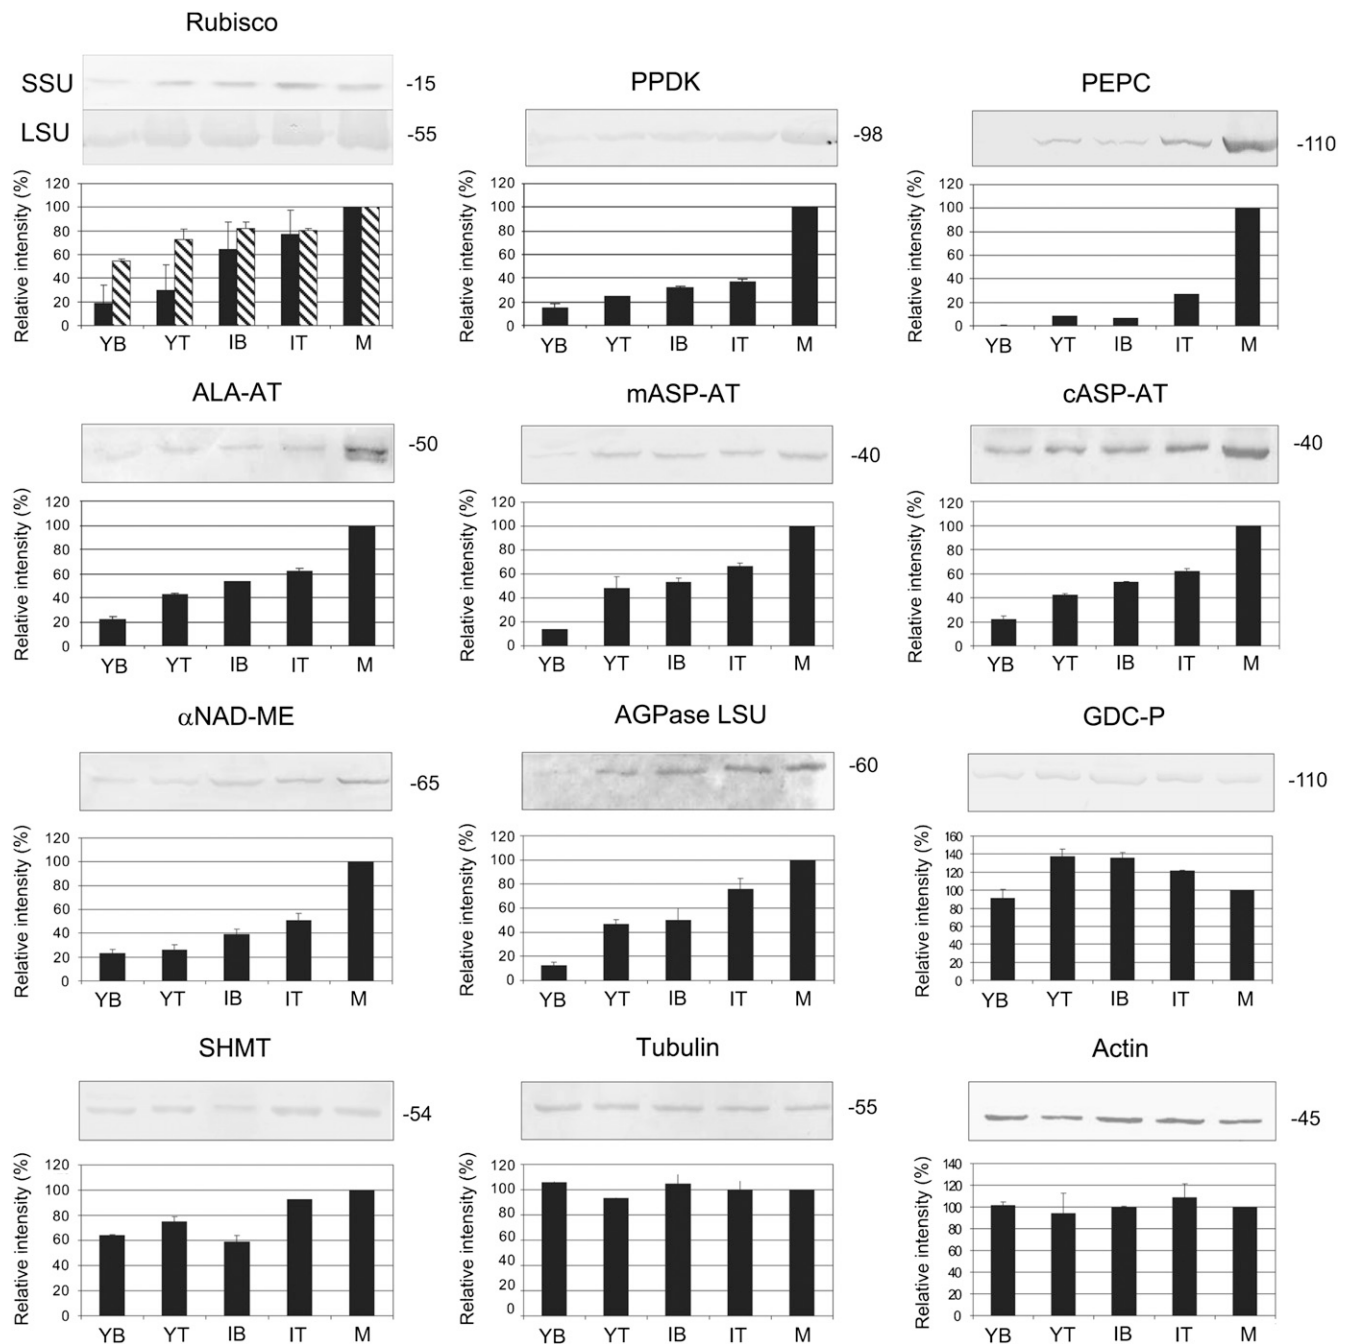 Rubisco
SSU
-15
LSU
-55
Relative intensity (%)
120
100
80
60
40
20
0
YB YT IB IT M
PPDK
-98
Relative intensity (%)
120
100
80
60
40
20
0
YB YT IB IT M
PEPC
-110
Relative intensity (%)
120
100
80
60
40
20
0
YB YT IB IT M
ALA-AT
-50
Relative intensity (%)
120
100
80
60
40
20
0
YB YT IB IT M
mASP-AT
-40
Relative intensity (%)
120
100
80
60
40
20
0
YB YT IB IT M
cASP-AT
-40
Relative intensity (%)
120
100
80
60
40
20
0
YB YT IB IT M
αNAD-ME
-65
Relative intensity (%)
120
100
80
60
40
20
0
YB YT IB IT M
AGPase LSU
-60
Relative intensity (%)
120
100
80
60
40
20
0
YB YT IB IT M
GDC-P
-110
Relative intensity (%)
160
140
120
100
80
60
40
20
0
YB YT IB IT M
SHMT
-54
Relative intensity (%)
120
100
80
60
40
20
0
YB YT IB IT M
Tubulin
-55
Relative intensity (%)
120
100
80
60
40
20
0
YB YT IB IT M
Actin
-45
Relative intensity (%)
140
120
100
80
60
40
20
0
YB YT IB IT M